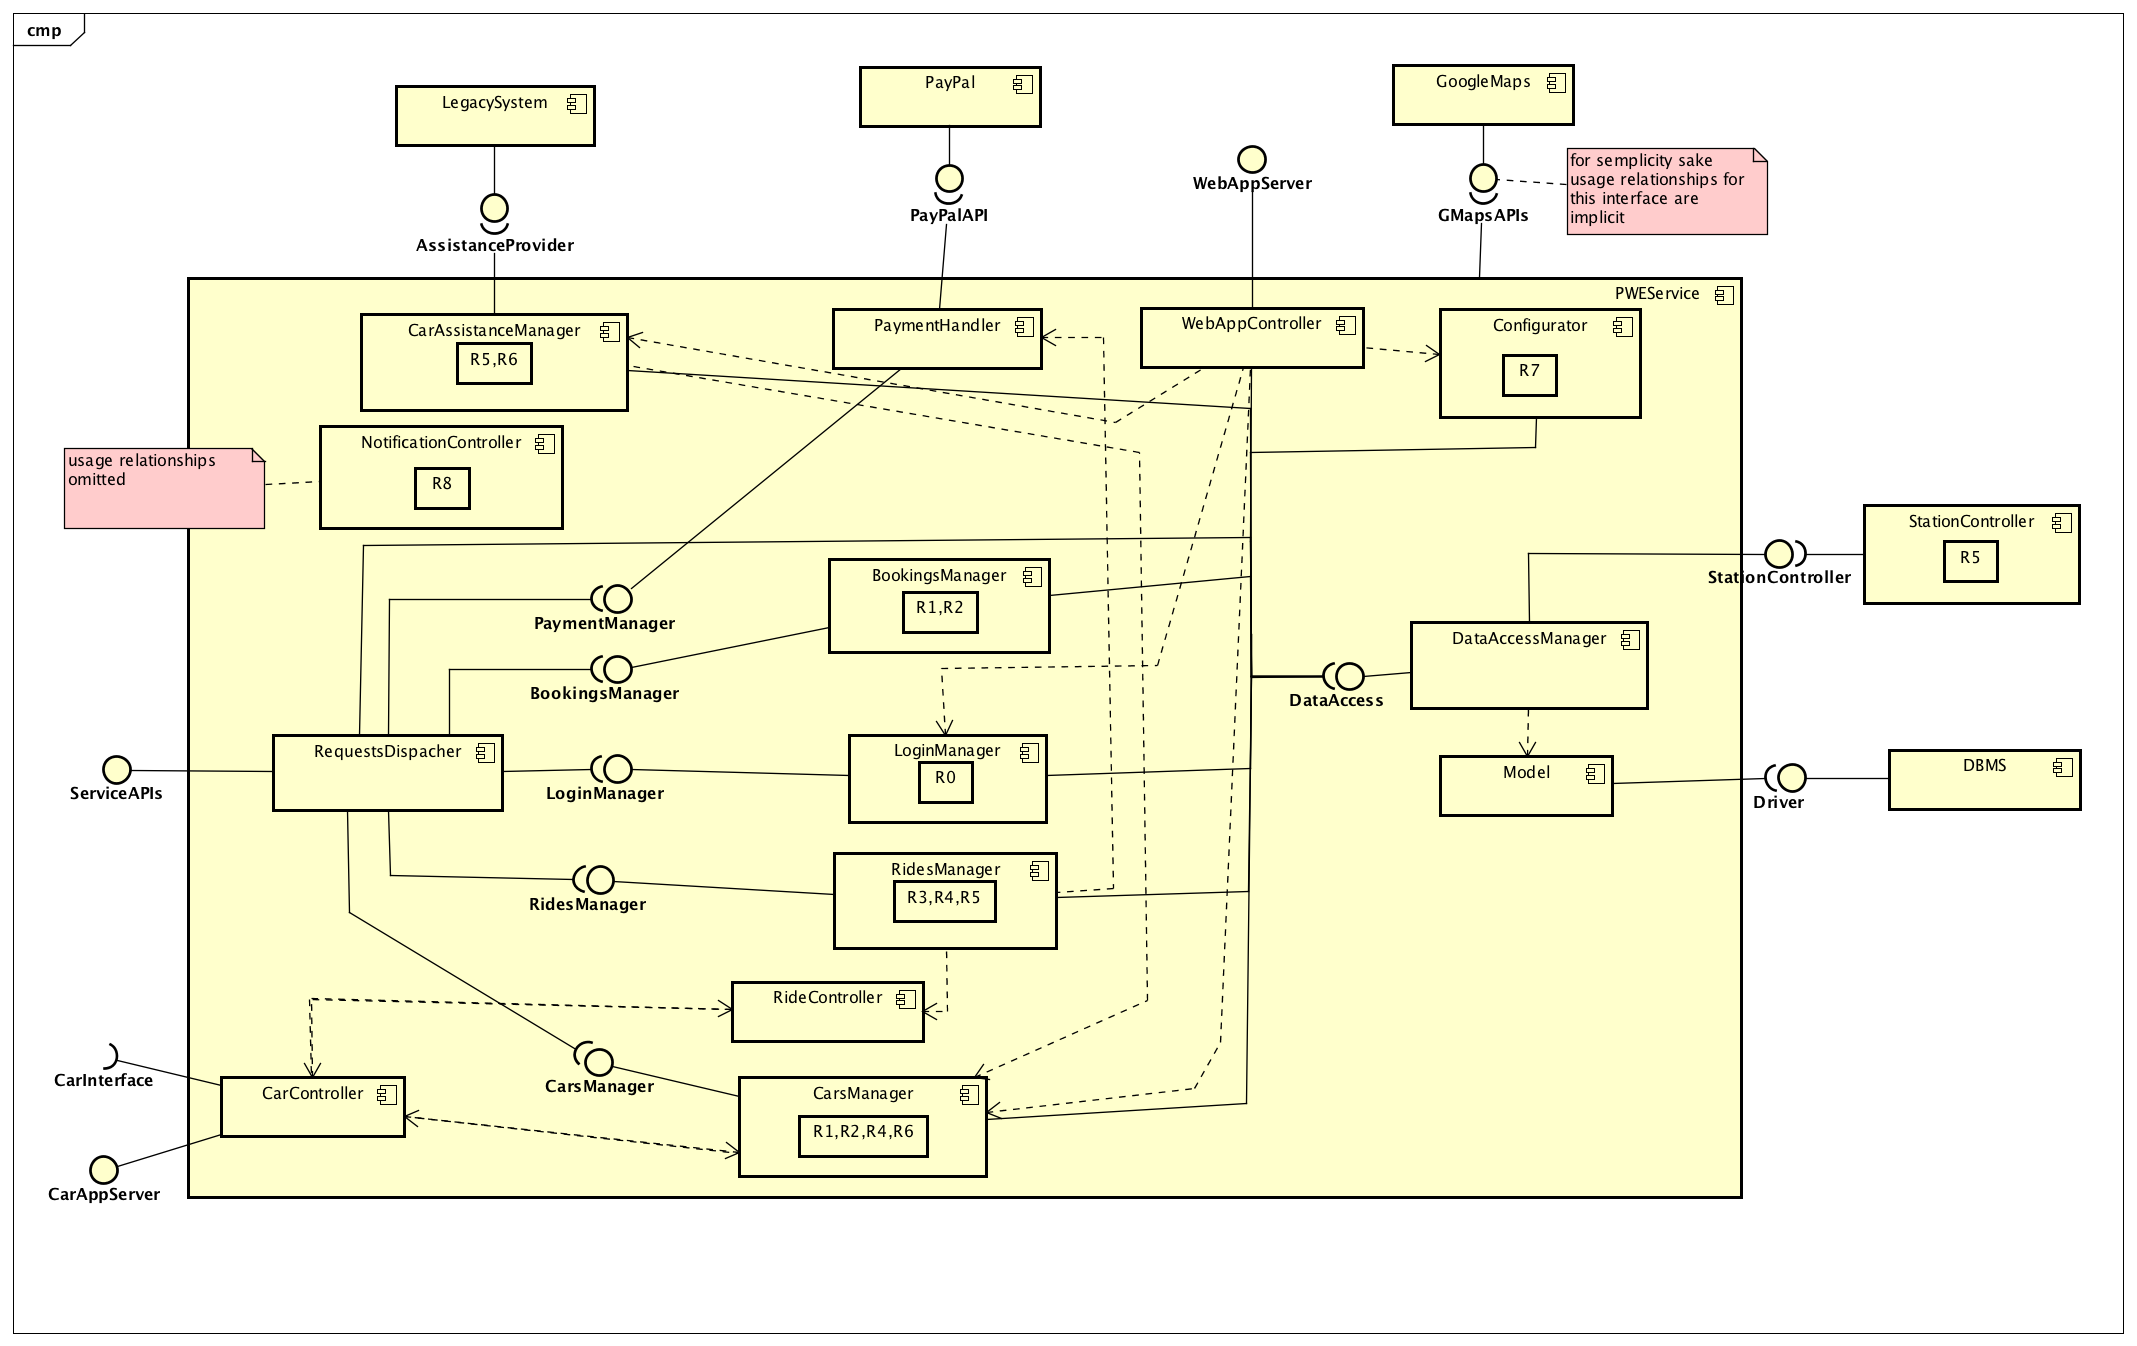 cmp
LegacySystem
PayPal
GoogleMaps
WebAppServer
for semplicity sake
usage relationships for
this interface are
implicit
AssistanceProvider
PayPalAPI
GMapsAPIs
PWEService
CarAssistanceManager
R5,R6
PaymentHandler
WebAppController
Configurator
R7
NotificationController
R8
usage relationships
omitted
StationController
R5
StationController
BookingsManager
R1,R2
PaymentManager
BookingsManager
DataAccessManager
DataAccess
RequestsDispacher
ServiceAPIs
LoginManager
LoginManager
R0
Model
Driver
DBMS
RidesManager
R3,R4,R5
RidesManager
RideController
CarInterface
CarController
CarsManager
CarsManager
R1,R2,R4,R6
CarAppServer